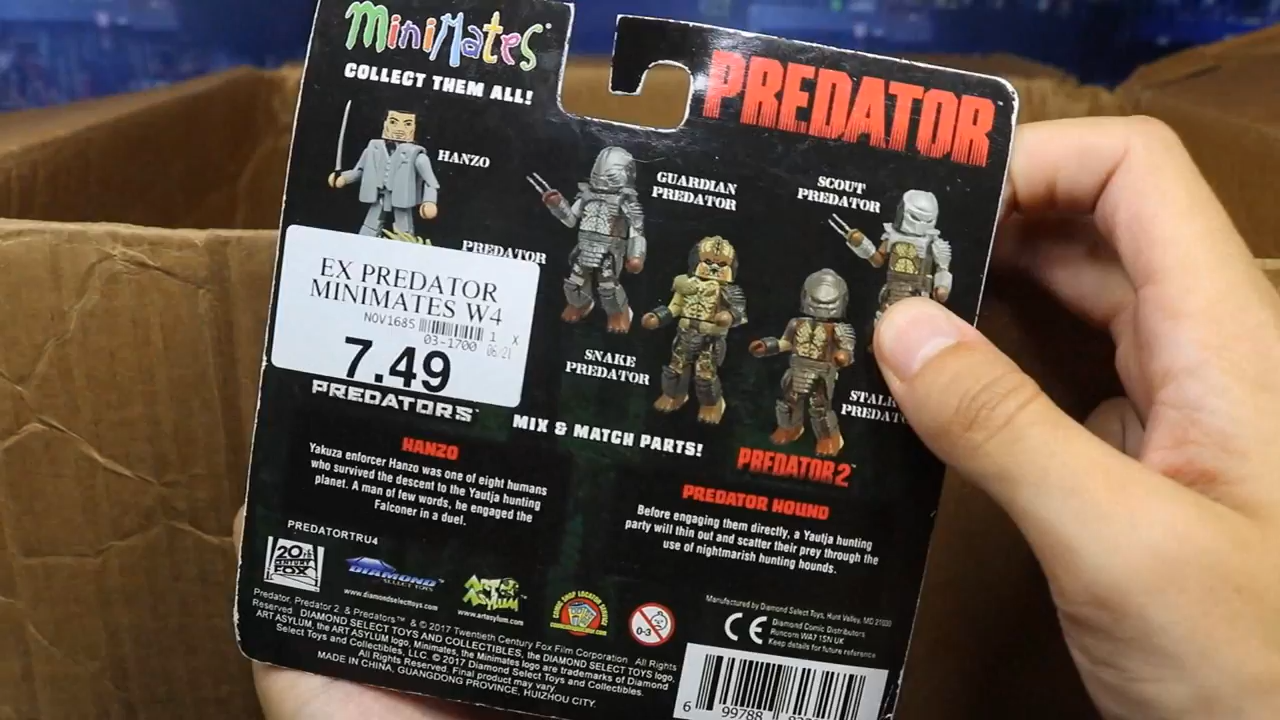 MiniMates
COLLECT THEM ALL!
PREDATOR
HANZO
GUARDIAN
PREDATOR
SCOUT
PREDATOR
PREDATOR
EX PREDATOR
MINIMATES W4
NOV1685
1 X
03-1700 06/21
7.49
SNAKE
PREDATOR
PREDATORS
MIX & MATCH PARTS!
PREDATOR 2
HANZO
Yakuza enforcer Hanzo was one of eight humans
who survived the descent to the Yautja hunting
planet. A man of few words, he engaged the
Falconer in a duel.
PREDATOR HOUND
Before engaging them directly, a Yautja hunting
party will thin out and scatter their prey through the
use of nightmarish hunting hounds.
PREDATORTRU4
20TH
CENTURY
FOX
DIAMOND
SELECT TOYS
www.diamondselecttoys.com
ART ASYLUM
www.artasylum.com
COMIC SHOP LOCATOR SERVICE
0-3
Manufactured by Diamond Select Toys, Hunt Valley, MD 21030
CE
Diamond Comic Distributors
Runcorn WA7 1SN UK
Keep details for future reference
Predator, Predator 2, & Predators™ & © 2017 Twentieth Century Fox Film Corporation. All Rights
Reserved. DIAMOND SELECT TOYS AND COLLECTIBLES, the DIAMOND SELECT TOYS logo,
ART ASYLUM, the ART ASYLUM logo, Minimates, the Minimates logo are trademarks of Diamond
Select Toys and Collectibles, LLC. © 2017 Diamond Select Toys and Collectibles.
All Rights Reserved. Final product may vary.
MADE IN CHINA, GUANGDONG PROVINCE, HUIZHOU CITY.
6 99788